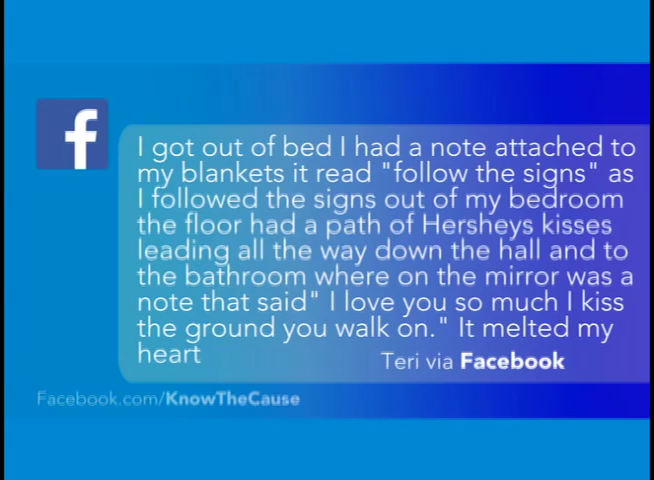 f
I got out of bed I had a note attached to
my blankets it read "follow the signs" as
I followed the signs out of my bedroom
the floor had a path of Hersheys kisses
leading all the way down the hall and to
the bathroom where on the mirror was a
note that said" I love you so much I kiss
the ground you walk on." It melted my
heart
Teri via Facebook
Facebook.com/KnowTheCause